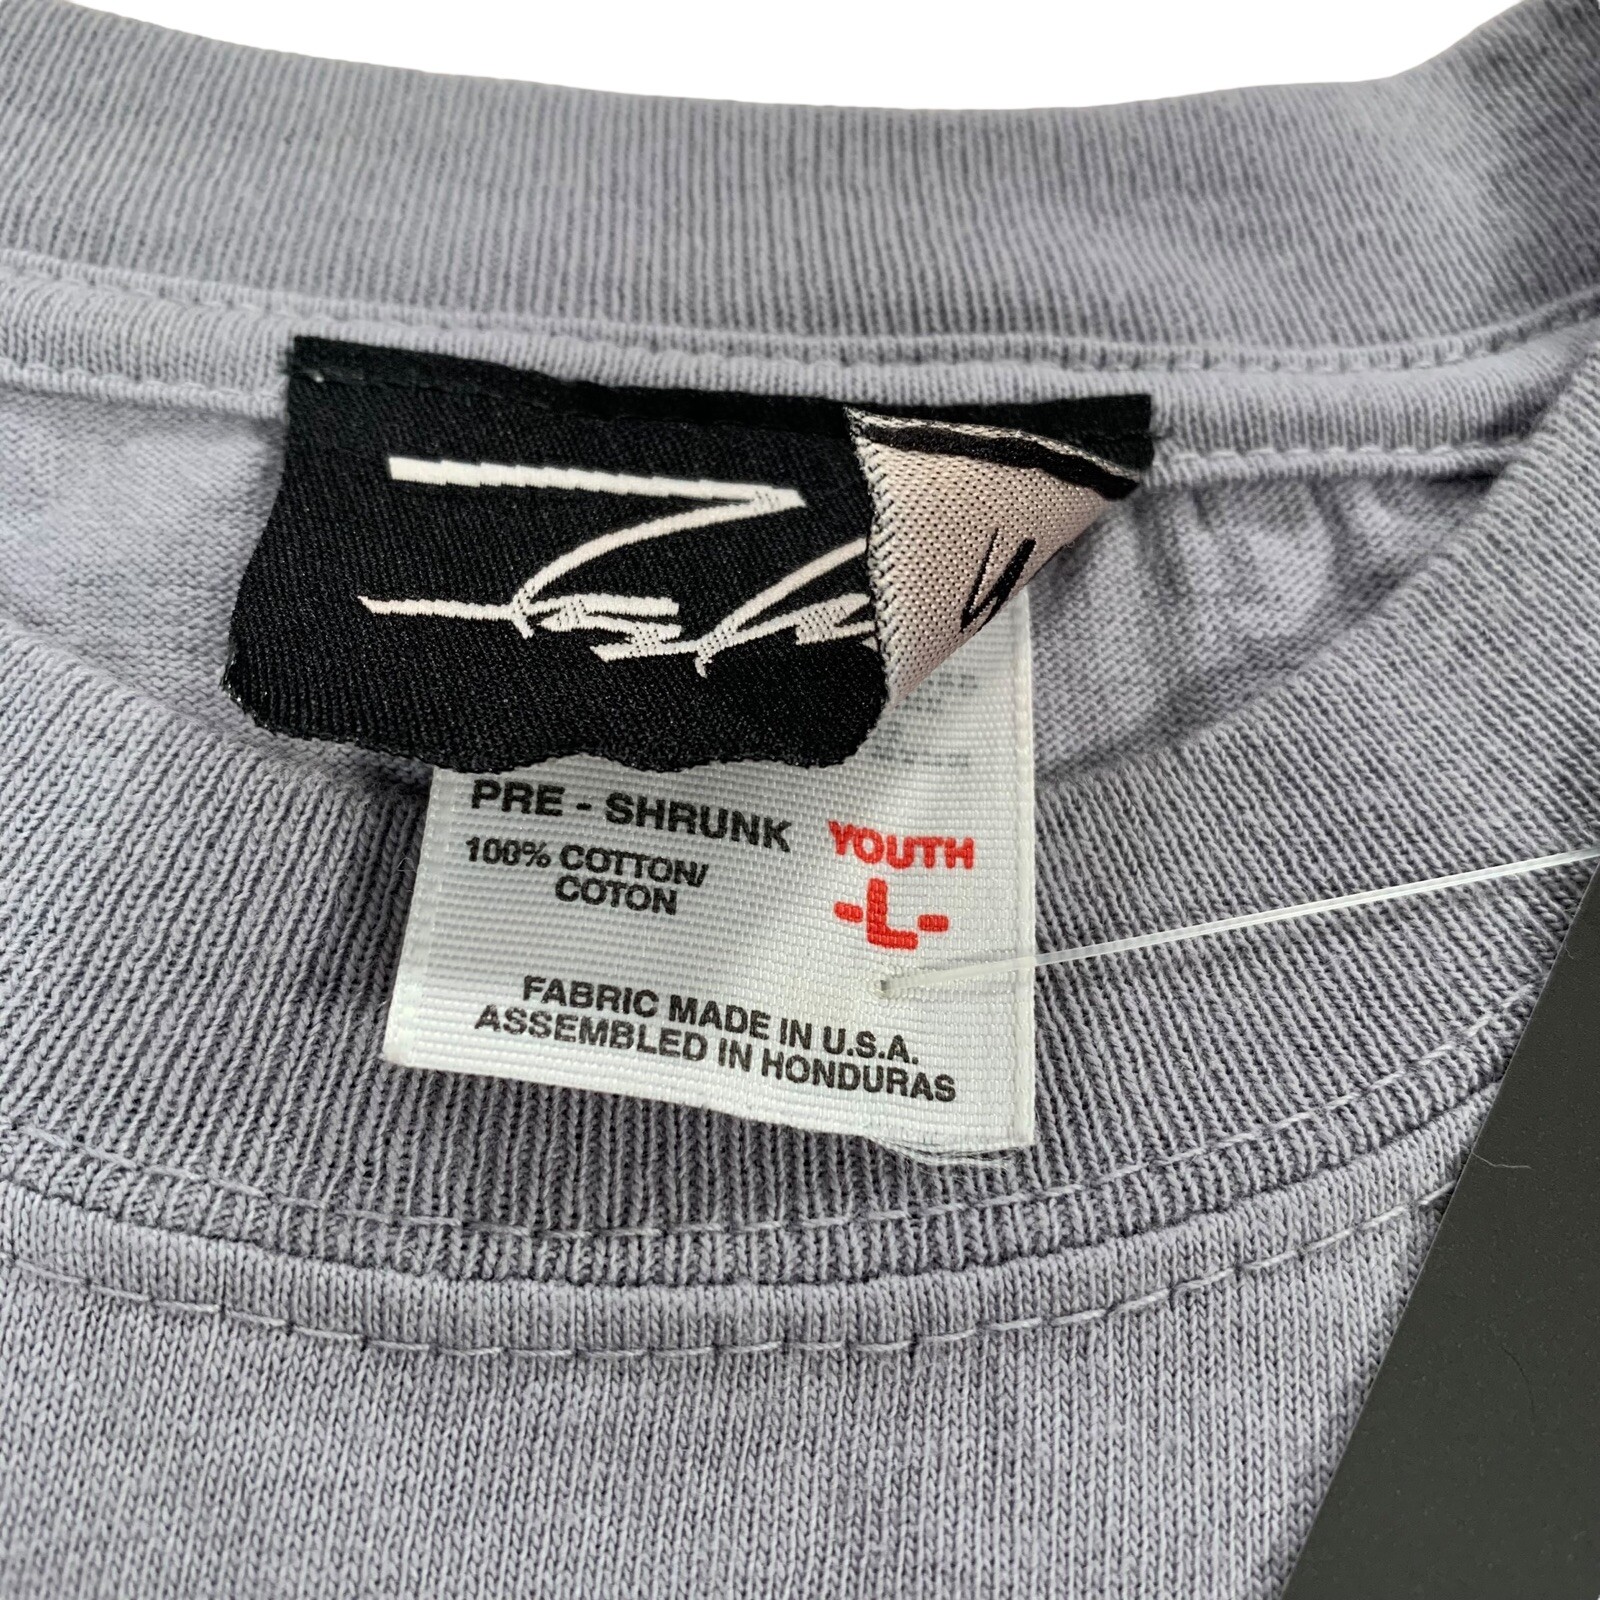 PRE - SHRUNK
100% COTTON/
COTON
YOUTH
-L-
FABRIC MADE IN U.S.A.
ASSEMBLED IN HONDURAS